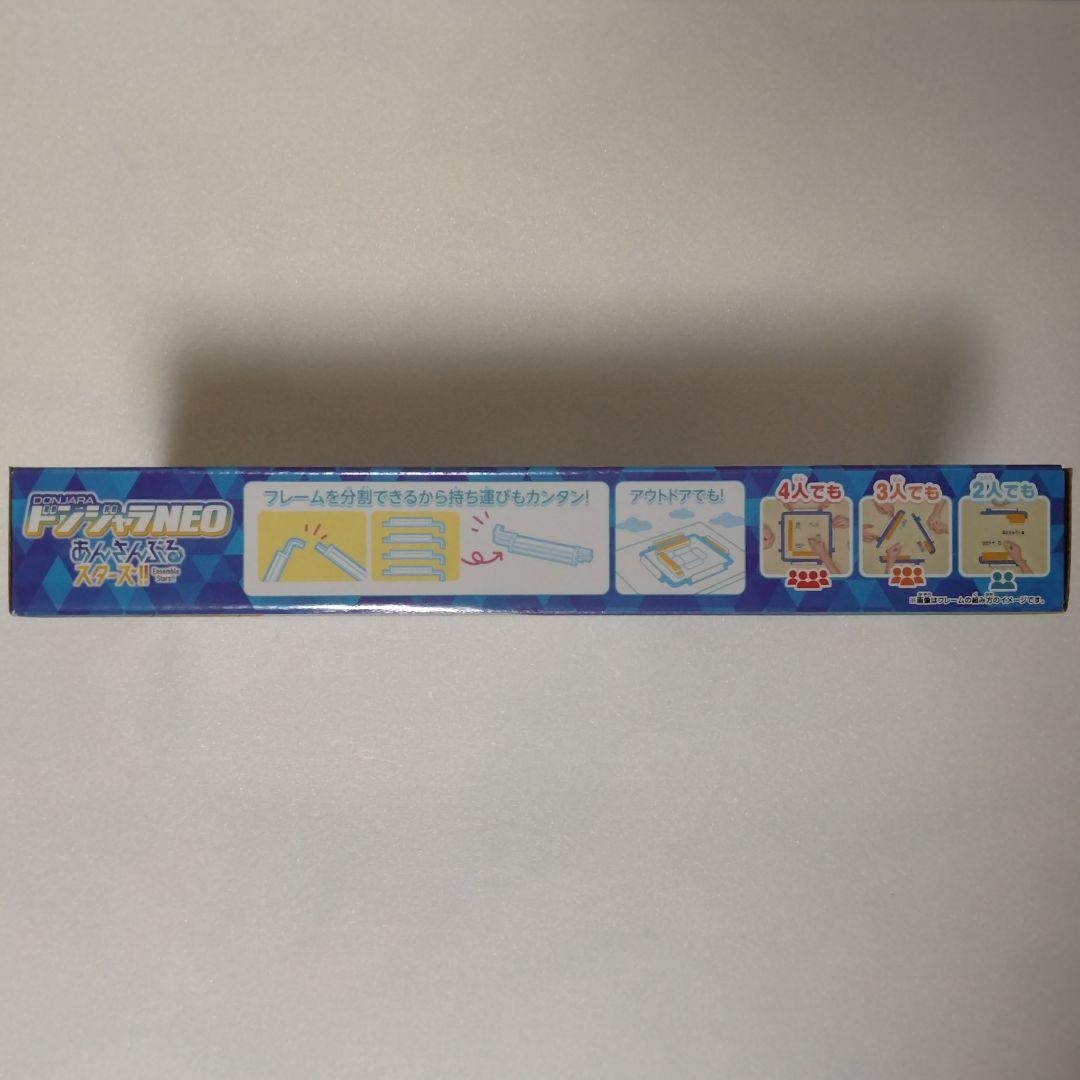 DONJARA
ドンジャラNEO
あんさんぶる
スターズ!!
Ensemble
Stars!!
フレームを分割できるから持ち運びもカンタン!
アウトドアでも!
4人でも
3人でも
2人でも
※画像はフレームの組み方のイメージです。